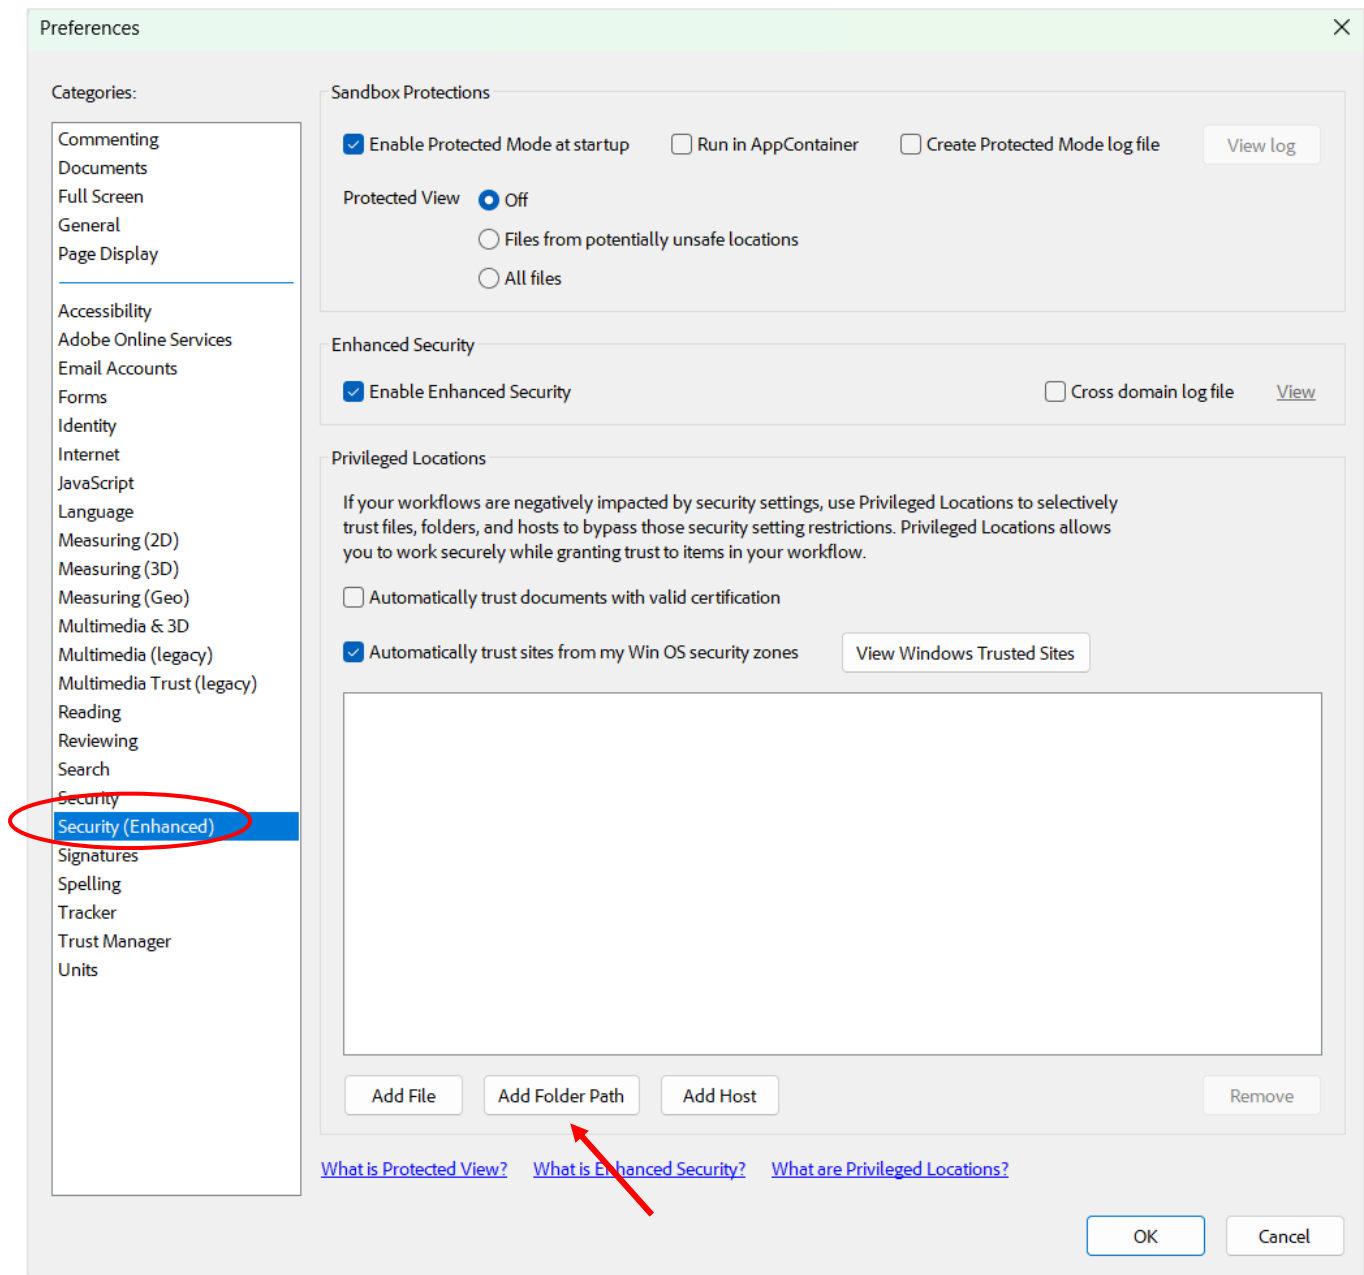 Preferences
Categories:
Commenting
Documents
Full Screen
General
Page Display
Accessibility
Adobe Online Services
Email Accounts
Forms
Identity
Internet
JavaScript
Language
Measuring (2D)
Measuring (3D)
Measuring (Geo)
Multimedia & 3D
Multimedia (legacy)
Multimedia Trust (legacy)
Reading
Reviewing
Search
Security
Security (Enhanced)
Signatures
Spelling
Tracker
Trust Manager
Units
Sandbox Protections
Enable Protected Mode at startup
Run in AppContainer
Create Protected Mode log file
View log
Protected View
Off
Files from potentially unsafe locations
All files
Enhanced Security
Enable Enhanced Security
Cross domain log file
View
Privileged Locations
If your workflows are negatively impacted by security settings, use Privileged Locations to selectively
trust files, folders, and hosts to bypass those security setting restrictions. Privileged Locations allows
you to work securely while granting trust to items in your workflow.
Automatically trust documents with valid certification
Automatically trust sites from my Win OS security zones
View Windows Trusted Sites
Add File
Add Folder Path
Add Host
Remove
What is Protected View?
What is Enhanced Security?
What are Privileged Locations?
OK
Cancel